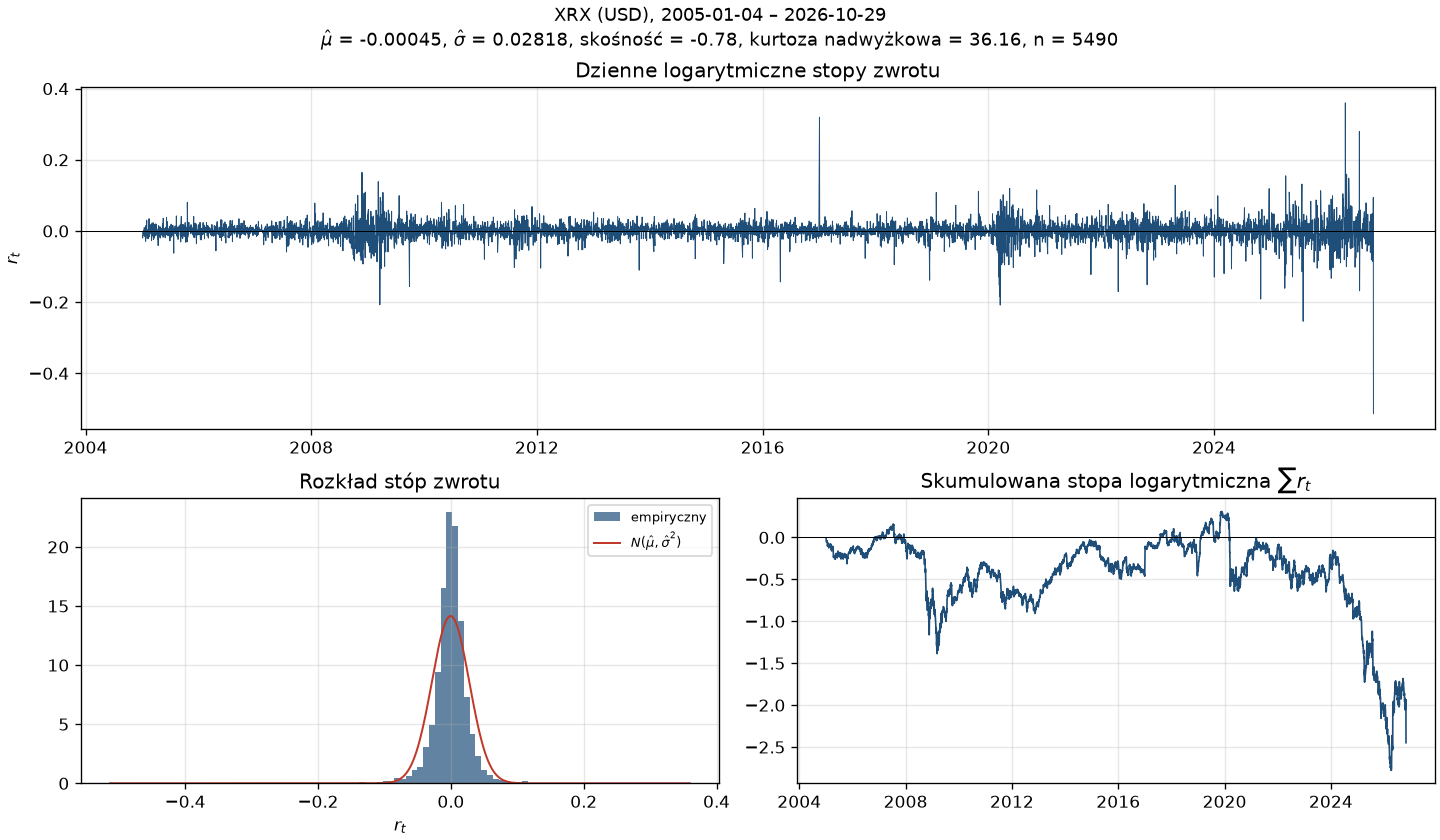 XRX (USD), 2005-01-04 – 2026-10-29
μ̂ = -0.00045, σ̂ = 0.02818, skośność = -0.78, kurtoza nadwyżkowa = 36.16, n = 5490
Dzienne logarytmiczne stopy zwrotu
0.4
0.2
0.0
−0.2
−0.4
r_t
2004 2008 2012 2016 2020 2024
Rozkład stóp zwrotu
empiryczny
N(μ̂, σ̂²)
20
15
10
5
0
−0.4 −0.2 0.0 0.2 0.4
r_t
Skumulowana stopa logarytmiczna ∑r_t
0.0
−0.5
−1.0
−1.5
−2.0
−2.5
2004 2008 2012 2016 2020 2024